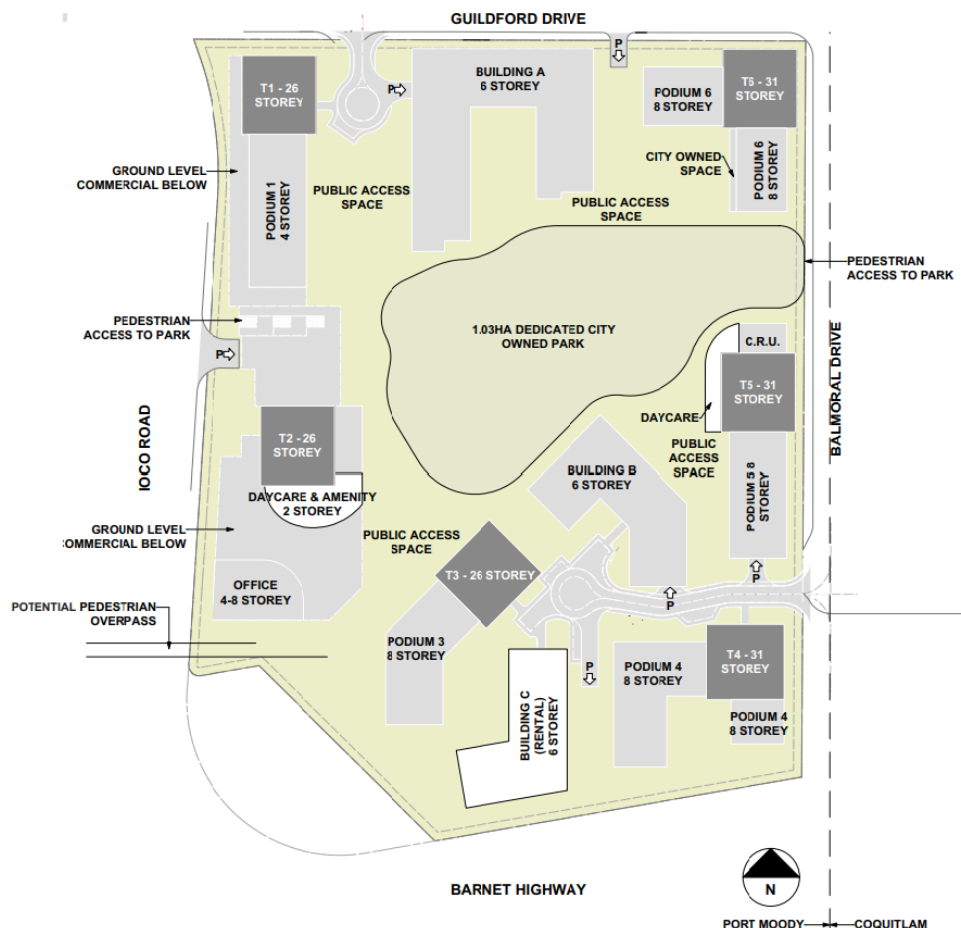 GUILDFORD DRIVE
P
T1 - 26
STOREY
P
BUILDING A
6 STOREY
PODIUM 6
8 STOREY
T6 - 31
STOREY
GROUND LEVEL
COMMERCIAL BELOW
PODIUM 1
4 STOREY
PUBLIC ACCESS
SPACE
CITY OWNED
SPACE
PODIUM 6
8 STOREY
PUBLIC ACCESS
SPACE
PEDESTRIAN
ACCESS TO PARK
PEDESTRIAN
ACCESS TO PARK
1.03HA DEDICATED CITY
OWNED PARK
P
C.R.U.
T5 - 31
STOREY
BALMORAL DRIVE
IOCO ROAD
DAYCARE
T2 - 26
STOREY
PUBLIC
ACCESS
SPACE
BUILDING B
6 STOREY
PODIUM 5 8
STOREY
DAYCARE & AMENITY
2 STOREY
GROUND LEVEL
COMMERCIAL BELOW
PUBLIC ACCESS
SPACE
T3 - 26 STOREY
OFFICE
4-8 STOREY
P
P
POTENTIAL PEDESTRIAN
OVERPASS
PODIUM 3
8 STOREY
P
PODIUM 4
8 STOREY
T4 - 31
STOREY
BUILDING C
(RENTAL)
6 STOREY
PODIUM 4
8 STOREY
BARNET HIGHWAY
N
PORT MOODY
COQUITLAM